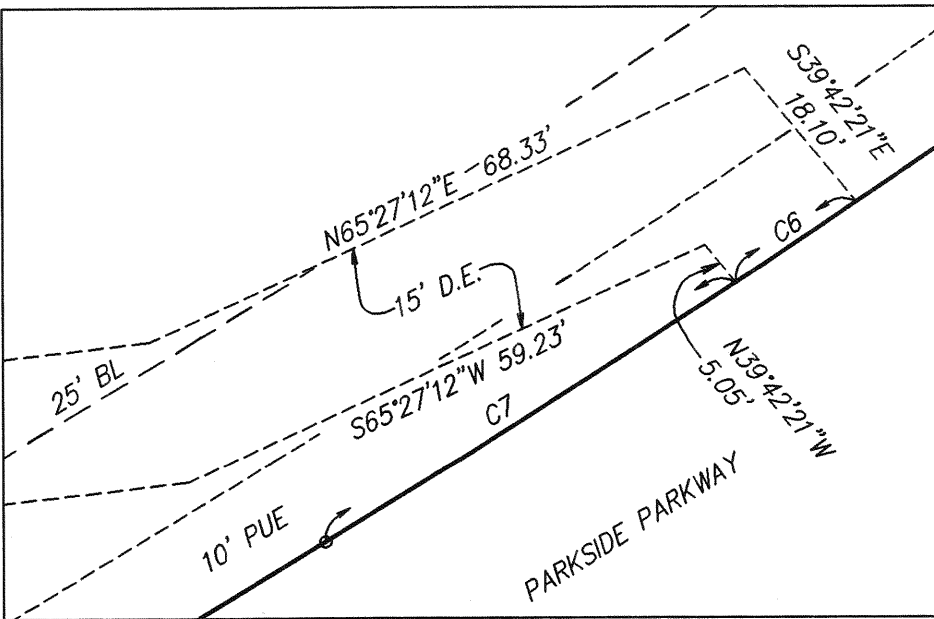 S39°42'21"E
18.10'
N65°27'12"E 68.33'
C6
15' D.E.
25' BL
S65°27'12"W 59.23'
N39°42'21"W
5.05'
C7
10' PUE
PARKSIDE PARKWAY